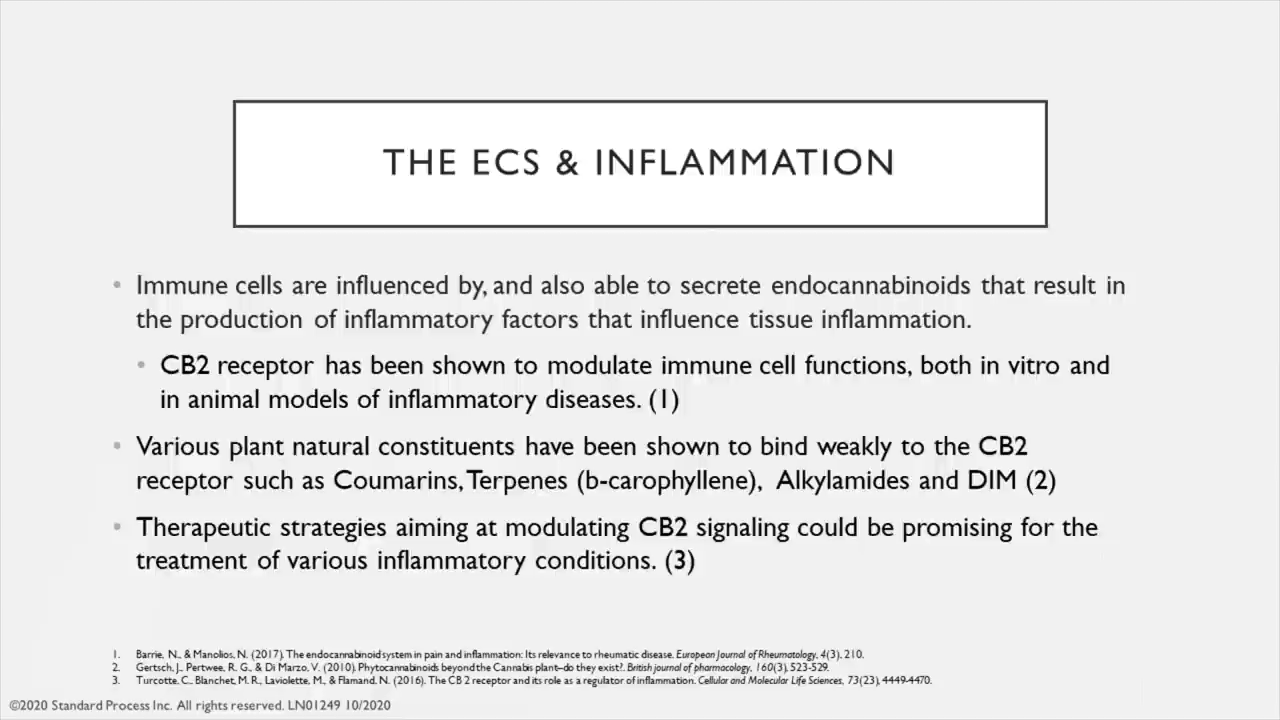 THE ECS & INFLAMMATION
• Immune cells are influenced by, and also able to secrete endocannabinoids that result in
the production of inflammatory factors that influence tissue inflammation.
• CB2 receptor has been shown to modulate immune cell functions, both in vitro and
in animal models of inflammatory diseases. (1)
• Various plant natural constituents have been shown to bind weakly to the CB2
receptor such as Coumarins, Terpenes (b-carophyllene), Alkylamides and DIM (2)
• Therapeutic strategies aiming at modulating CB2 signaling could be promising for the
treatment of various inflammatory conditions. (3)
1. Barrie, N., & Manolios, N. (2017). The endocannabinoid system in pain and inflammation: Its relevance to rheumatic disease. European Journal of Rheumatology, 4(3), 210.
2. Gertsch, J., Pertwee, R. G., & Di Marzo, V. (2010). Phytocannabinoids beyond the Cannabis plant–do they exist?. British journal of pharmacology, 160(3), 523-529.
3. Turcotte, C., Blanchet, M. R., Laviolette, M., & Flamand, N. (2016). The CB 2 receptor and its role as a regulator of inflammation. Cellular and Molecular Life Sciences, 73(23), 4449-4470.
©2020 Standard Process Inc. All rights reserved. LN01249 10/2020